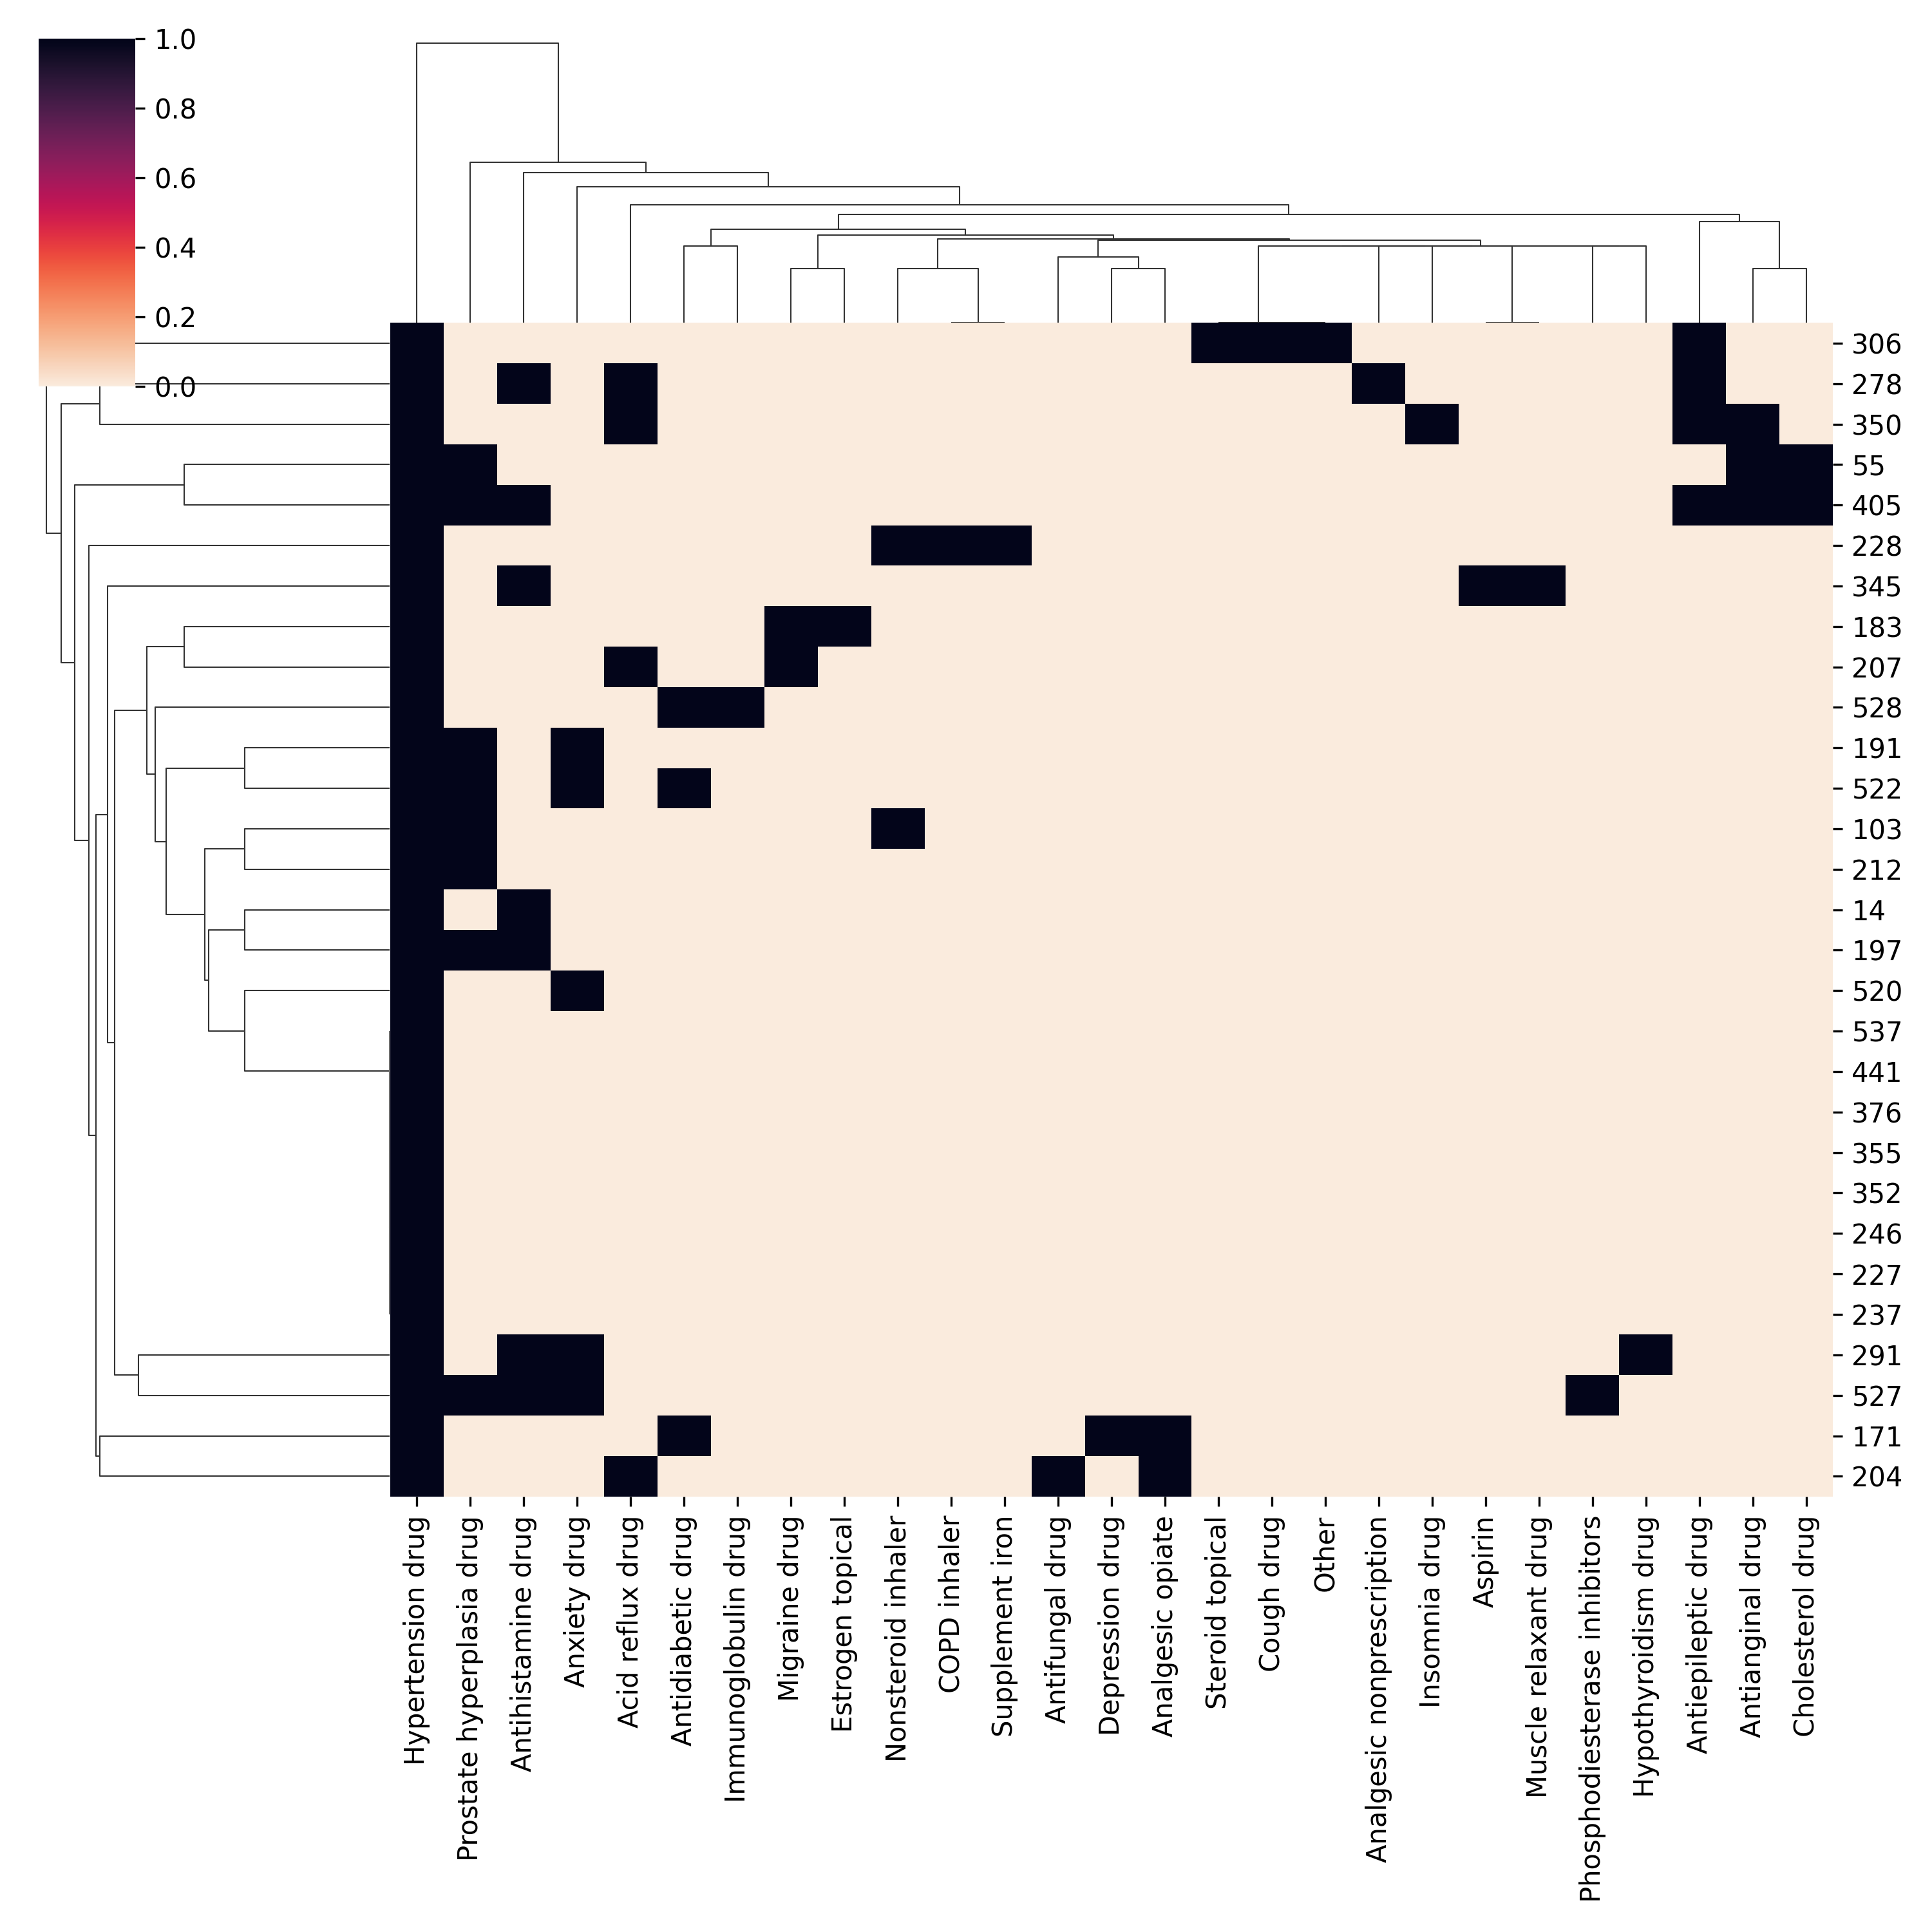 1.0
0.8
0.6
0.4
0.2
0.0
306
278
350
55
405
228
345
183
207
528
191
522
103
212
14
197
520
537
441
376
355
352
246
227
237
291
527
171
204
Hypertension drug
Prostate hyperplasia drug
Antihistamine drug
Anxiety drug
Acid reflux drug
Antidiabetic drug
Immunoglobulin drug
Migraine drug
Estrogen topical
Nonsteroid inhaler
COPD inhaler
Supplement iron
Antifungal drug
Depression drug
Analgesic opiate
Steroid topical
Cough drug
Other
Analgesic nonprescription
Insomnia drug
Aspirin
Muscle relaxant drug
Phosphodiesterase inhibitors
Hypothyroidism drug
Antiepileptic drug
Antianginal drug
Cholesterol drug